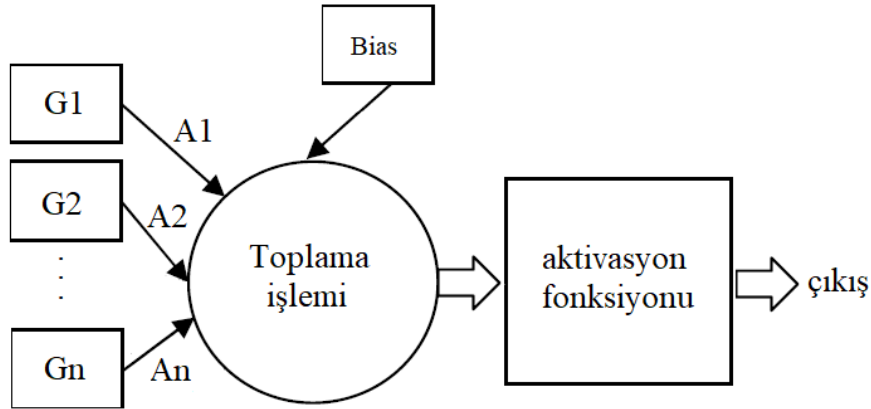 Bias
G1
A1
G2
A2
Toplama
işlemi
aktivasyon
fonksiyonu
çıkış
Gn
An